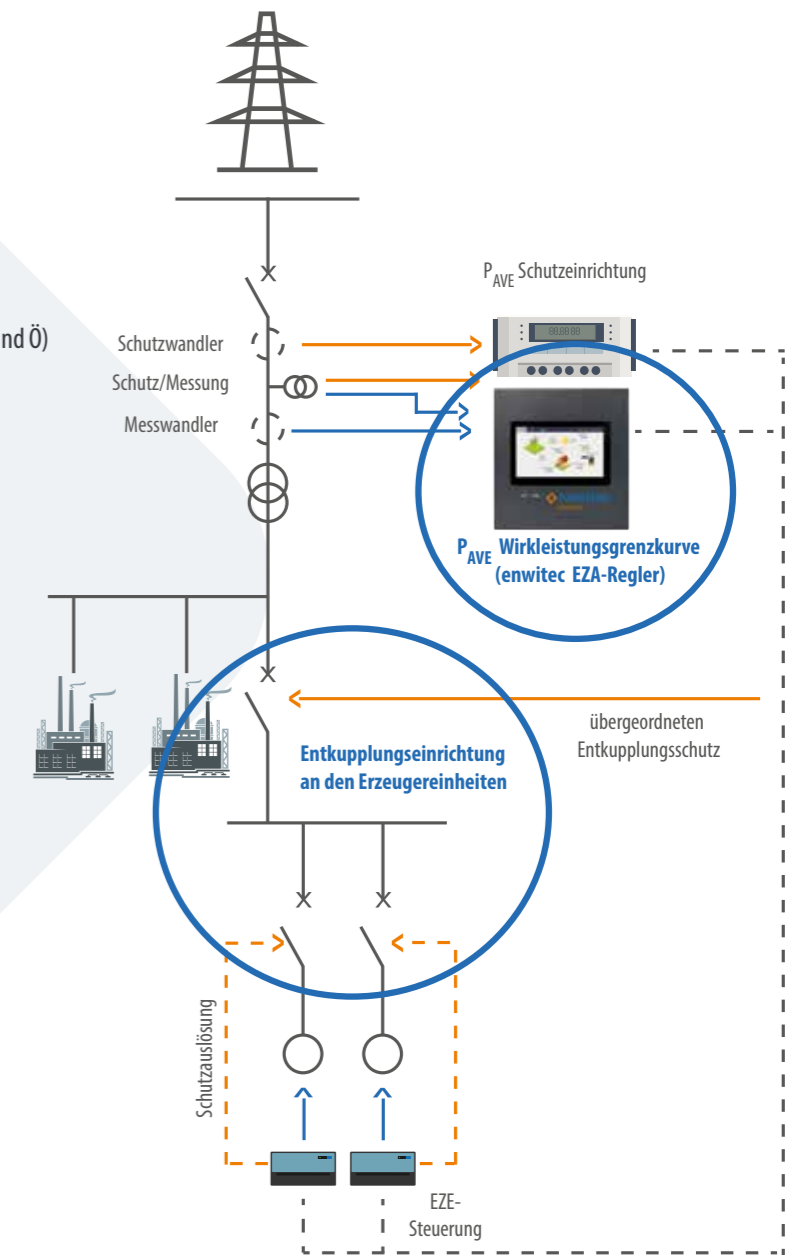 P_AVE Schutzeinrichtung
nd Ö)
Schutzwandler
Schutz/Messung
Messwandler
P_AVE Wirkleistungsgrenzkurve
(enwitec EZA-Regler)
übergeordneten
Entkupplungsschutz
Entkupplungseinrichtung
an den Erzeugereinheiten
Schutzauslösung
EZE-
Steuerung